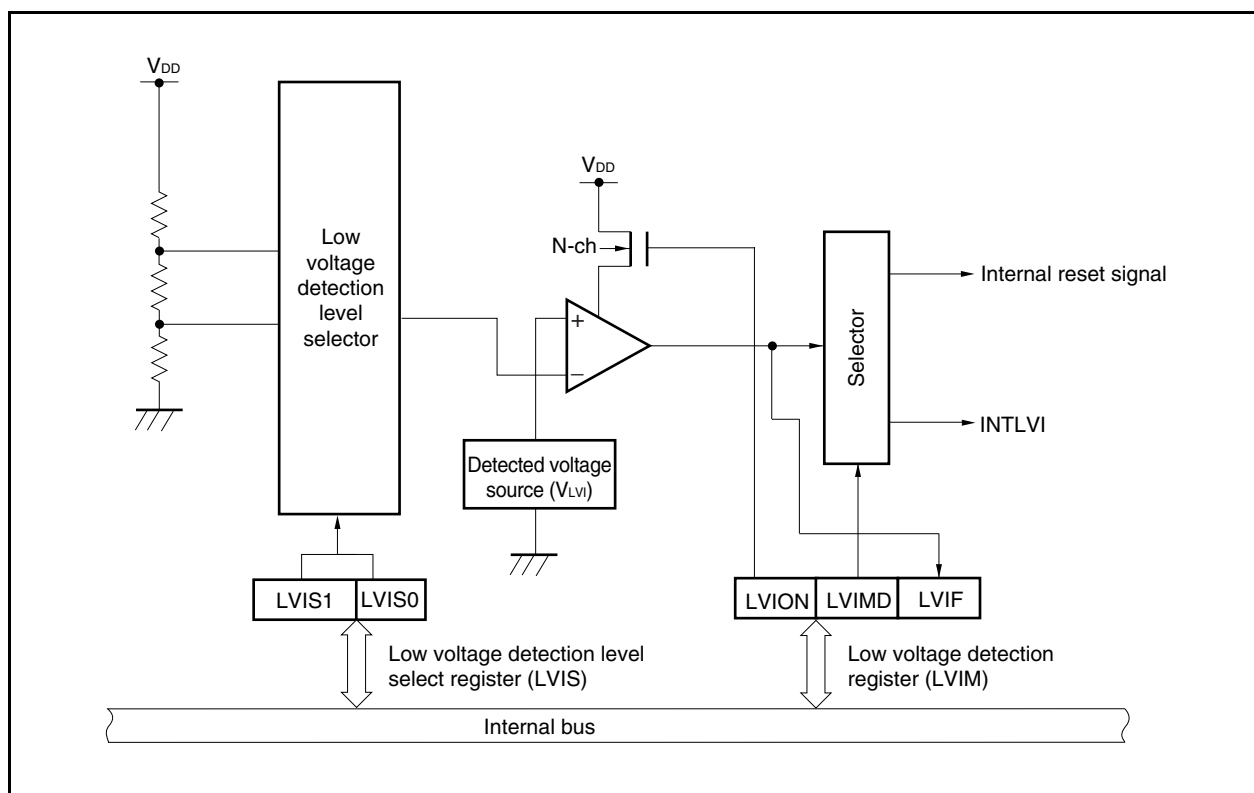 VDD
Low
voltage
detection
level
selector
VDD
N-ch
+
−
Detected voltage
source (VLVI)
Selector
Internal reset signal
INTLVI
LVIS1
LVIS0
LVION
LVIMD
LVIF
Low voltage detection level
select register (LVIS)
Low voltage detection
register (LVIM)
Internal bus